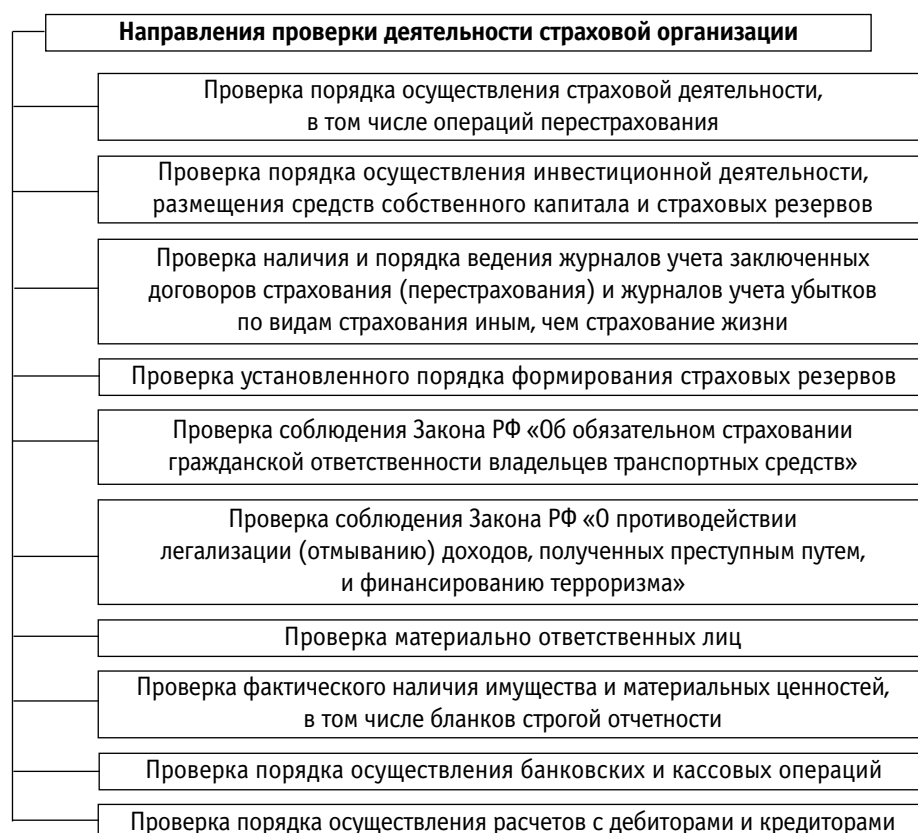 Направления проверки деятельности страховой организации
Проверка порядка осуществления страховой деятельности,
в том числе операций перестрахования
Проверка порядка осуществления инвестиционной деятельности,
размещения средств собственного капитала и страховых резервов
Проверка наличия и порядка ведения журналов учета заключенных
договоров страхования (перестрахования) и журналов учета убытков
по видам страхования иным, чем страхование жизни
Проверка установленного порядка формирования страховых резервов
Проверка соблюдения Закона РФ «Об обязательном страховании
гражданской ответственности владельцев транспортных средств»
Проверка соблюдения Закона РФ «О противодействии
легализации (отмыванию) доходов, полученных преступным путем,
и финансированию терроризма»
Проверка материально ответственных лиц
Проверка фактического наличия имущества и материальных ценностей,
в том числе бланков строгой отчетности
Проверка порядка осуществления банковских и кассовых операций
Проверка порядка осуществления расчетов с дебиторами и кредиторами